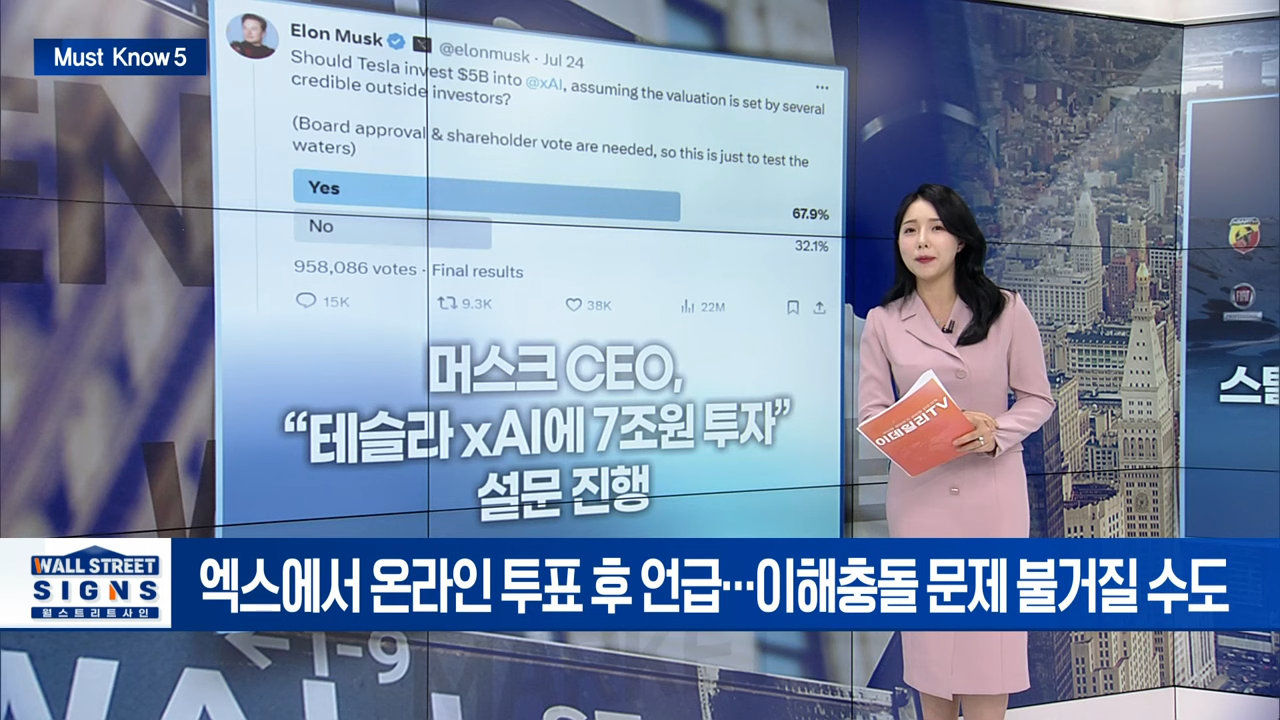 Must Know 5
Elon Musk @elonmusk · Jul 24
Should Tesla invest $5B into @xAI, assuming the valuation is set by several
credible outside investors?
(Board approval & shareholder vote are needed, so this is just to test the
waters)
Yes
67.9%
No
32.1%
958,086 votes · Final results
15K 9.3K 38K 22M
머스크 CEO,
“테슬라 xAI에 7조원 투자”
설문 진행
이데일리TV
WALL STREET
SIGNS
월스트리트사인
엑스에서 온라인 투표 후 언급…이해충돌 문제 불거질 수도
1-9
WALL ST